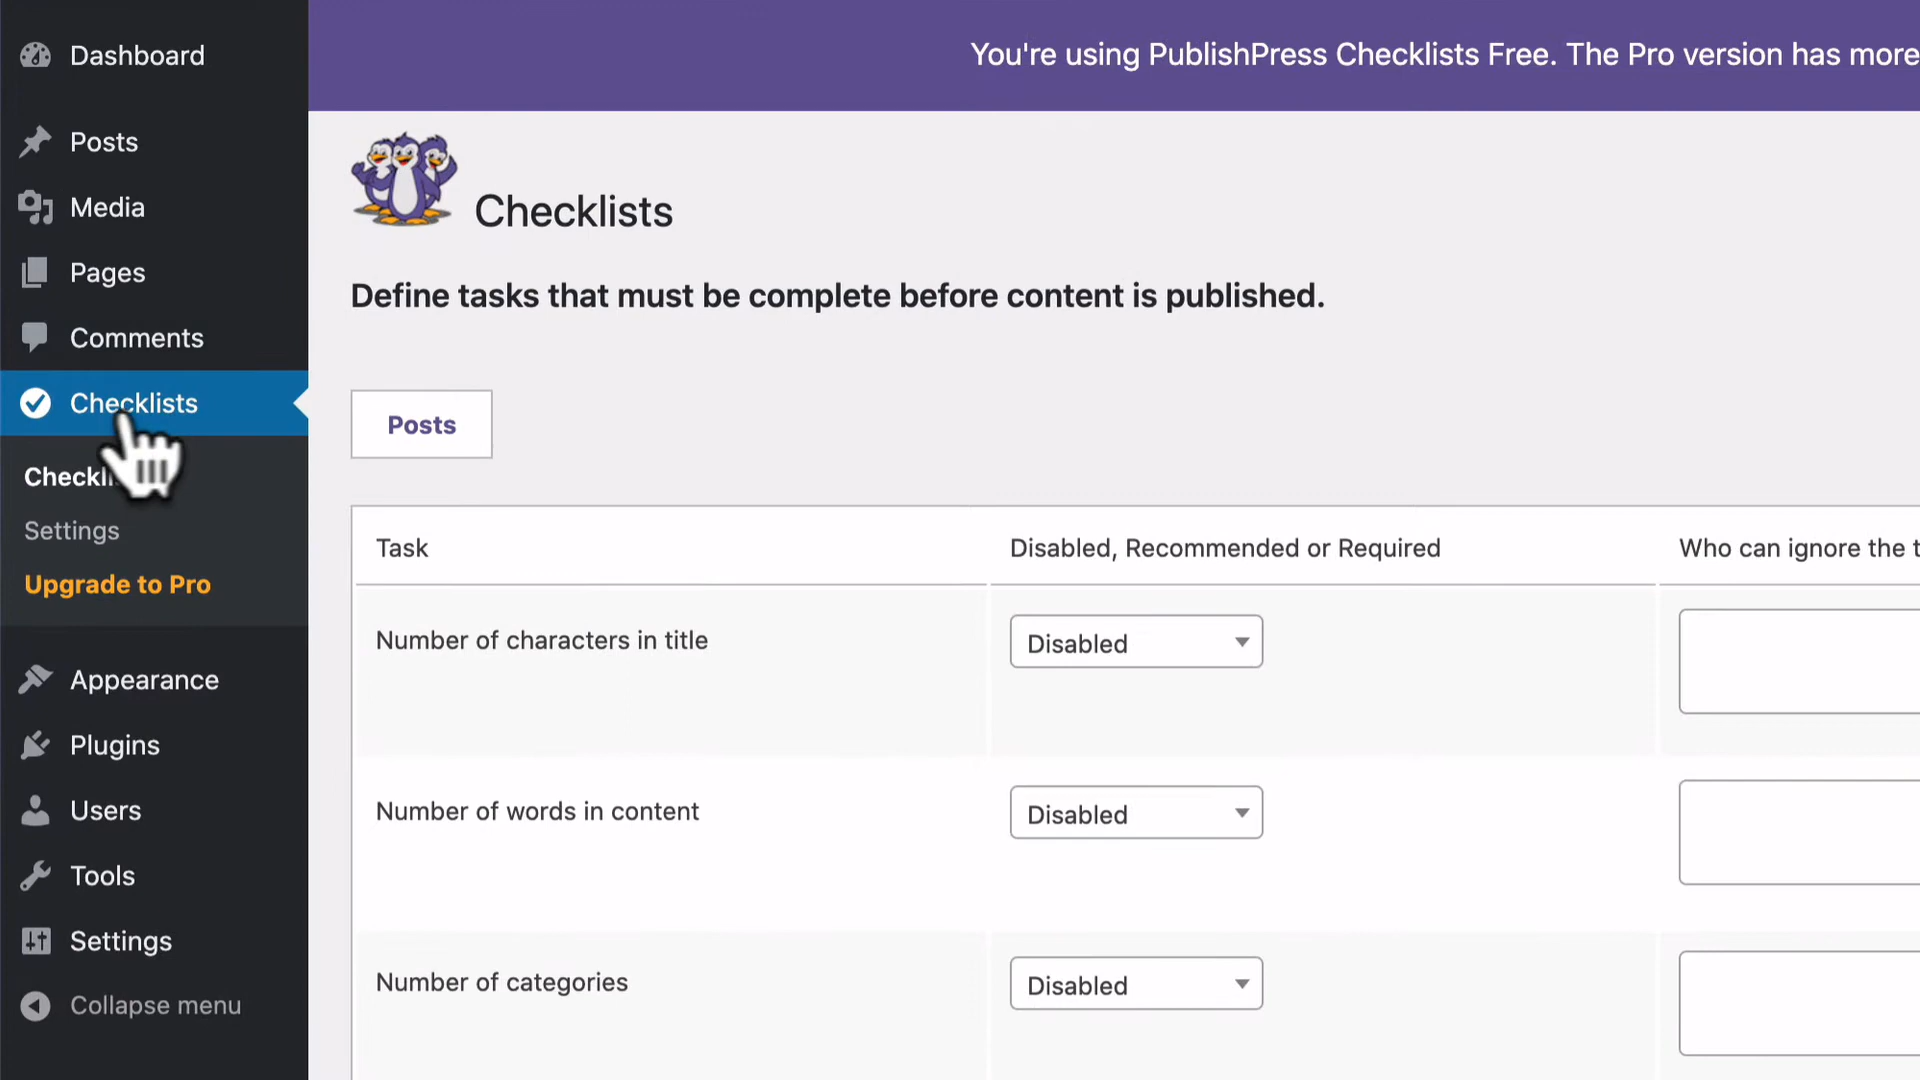 Dashboard
Posts
Media
Pages
Comments
Checklists
Settings
Upgrade to Pro
Appearance
Plugins
Users
Tools
Settings
Collapse menu
You're using PublishPress Checklists Free. The Pro version has more
Checklists
Define tasks that must be complete before content is published.
Posts
Task
Disabled, Recommended or Required
Who can ignore the
Number of characters in title
Disabled
Number of words in content
Disabled
Number of categories
Disabled